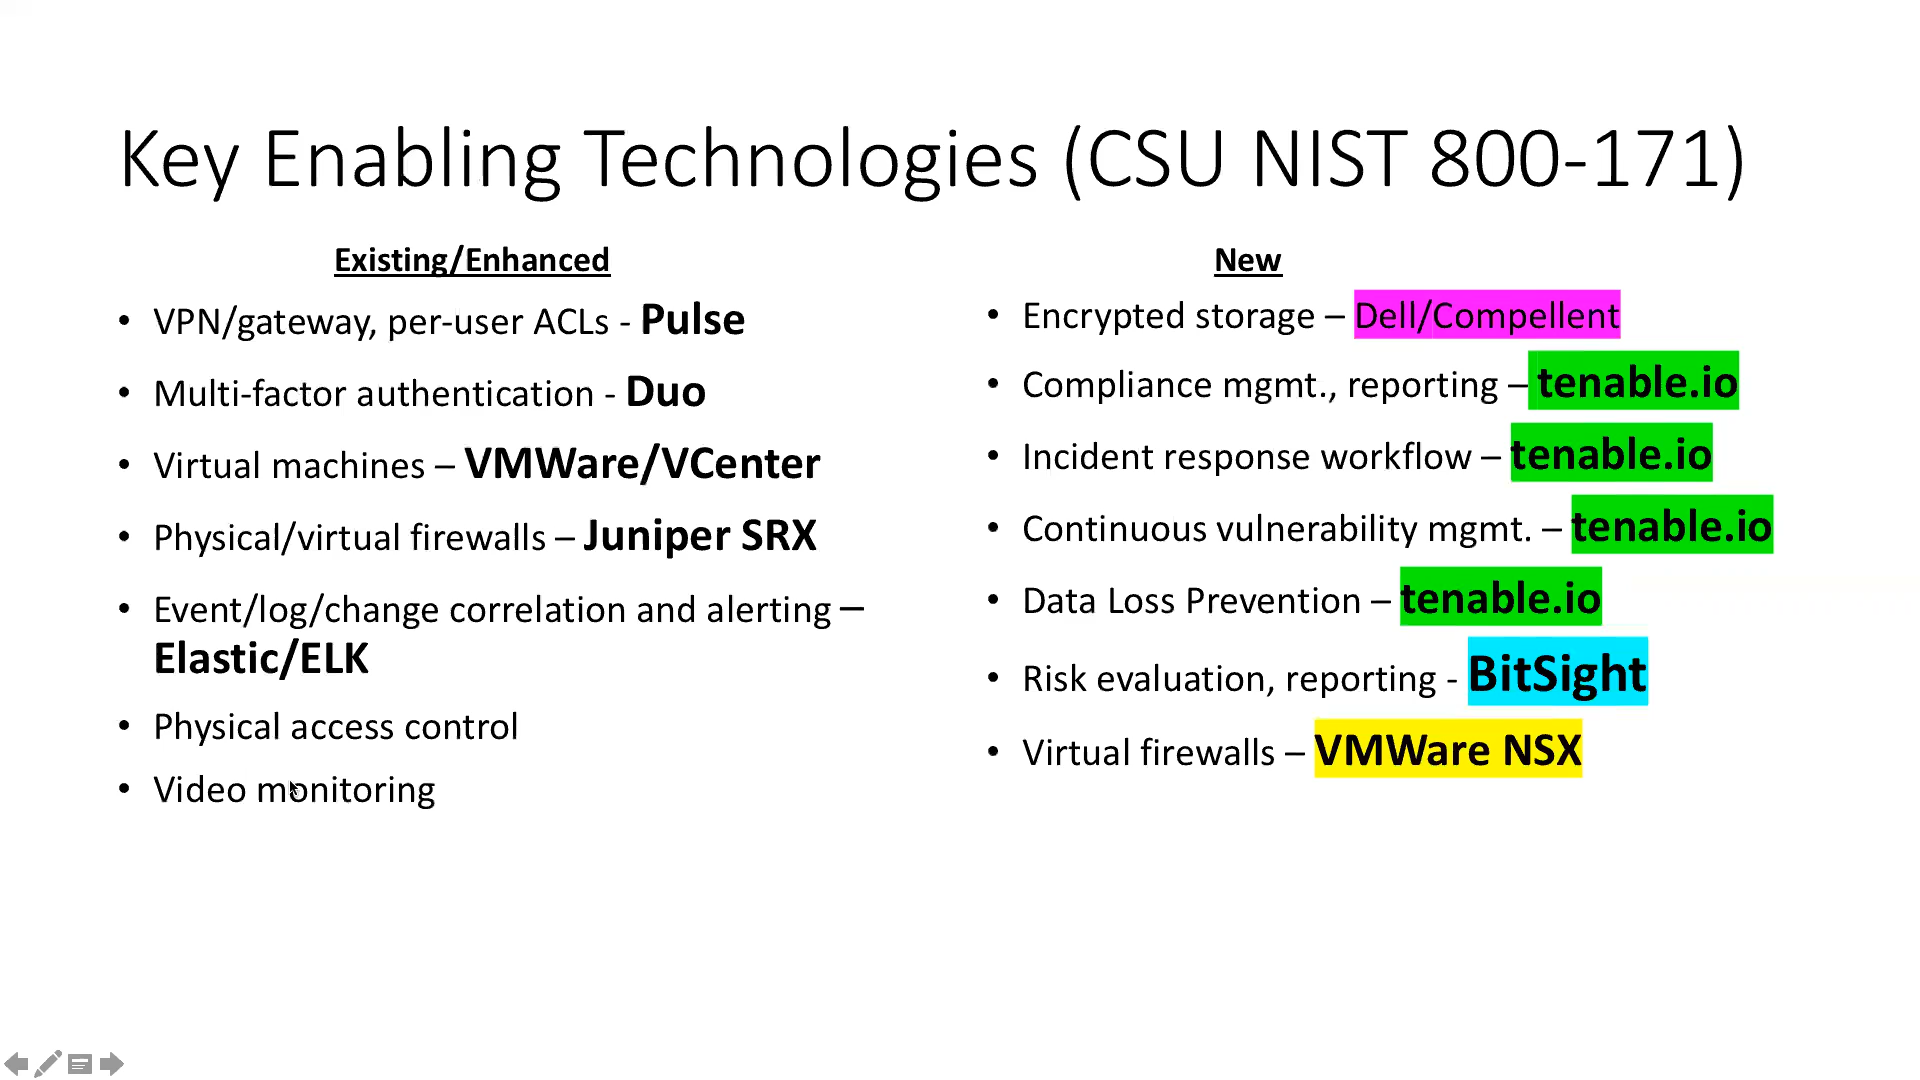 Key Enabling Technologies (CSU NIST 800-171)
Existing/Enhanced
• VPN/gateway, per-user ACLs - Pulse
• Multi-factor authentication - Duo
• Virtual machines – VMWare/VCenter
• Physical/virtual firewalls – Juniper SRX
• Event/log/change correlation and alerting –
Elastic/ELK
• Physical access control
• Video monitoring
New
• Encrypted storage – Dell/Compellent
• Compliance mgmt., reporting – tenable.io
• Incident response workflow – tenable.io
• Continuous vulnerability mgmt. – tenable.io
• Data Loss Prevention – tenable.io
• Risk evaluation, reporting - BitSight
• Virtual firewalls – VMWare NSX